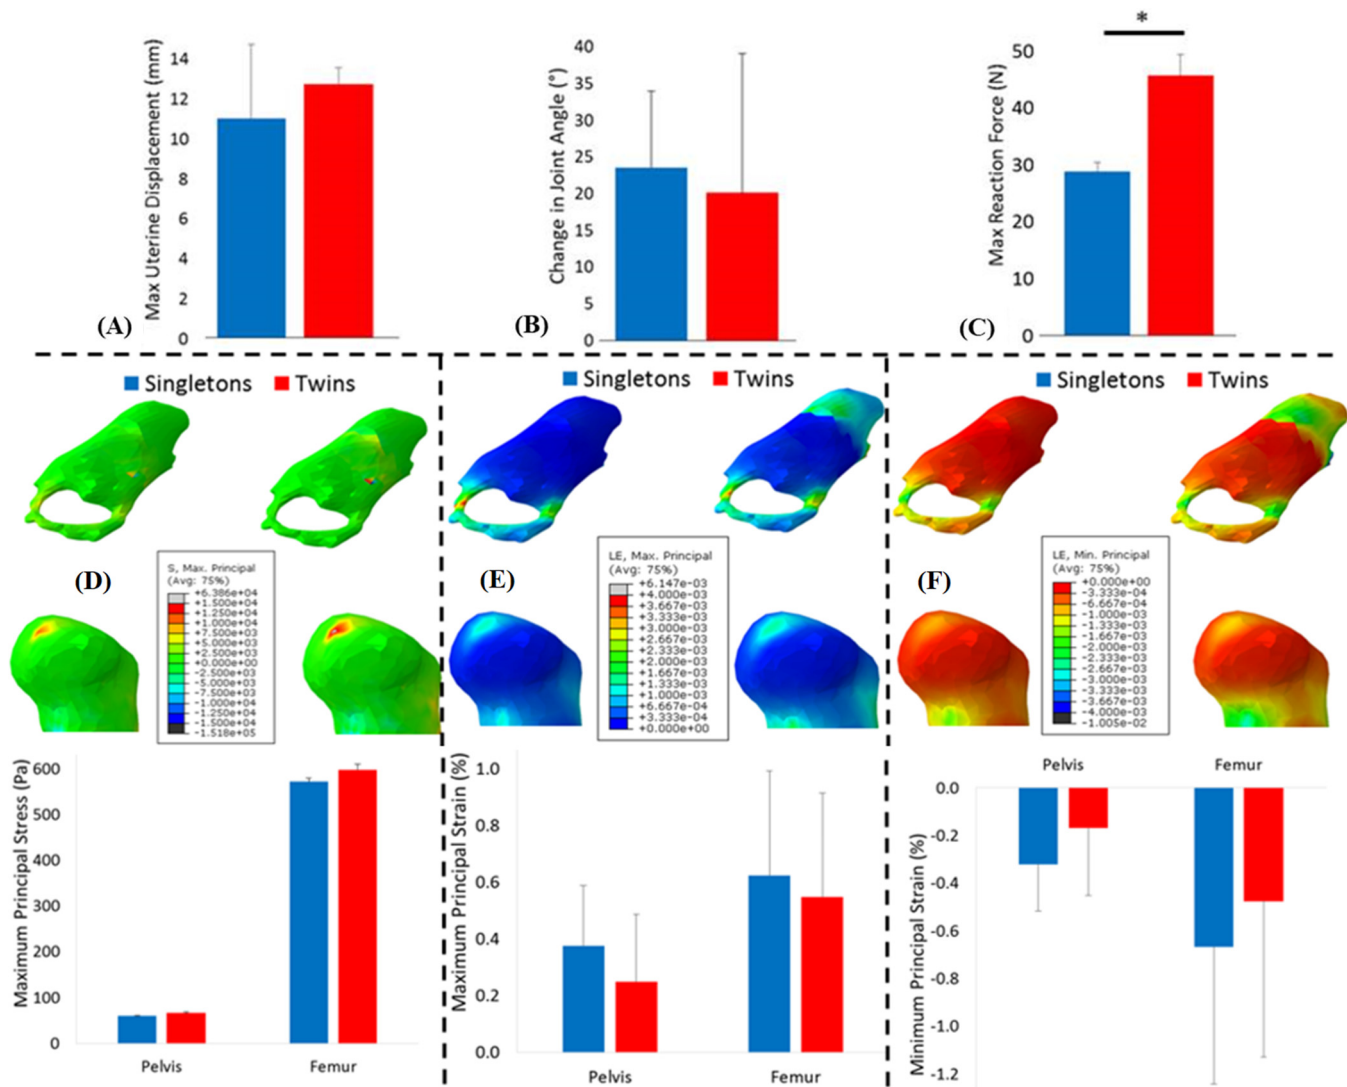 Max Uterine Displacement (mm)
14
12
10
8
6
4
2
0
(A)
Change in Joint Angle (°)
40
35
30
25
20
15
10
5
0
(B)
*
Max Reaction Force (N)
50
40
30
20
10
0
(C)
Singletons Twins
Singletons Twins
Singletons Twins
(D)
S, Max. Principal
(Avg: 75%)
+6.386e+04
+1.500e+04
+1.250e+04
+1.000e+04
+7.500e+03
+5.000e+03
+2.500e+03
+0.000e+00
-2.500e+03
-5.000e+03
-7.500e+03
-1.000e+04
-1.250e+04
-1.500e+04
-1.518e+05
(E)
LE, Max. Principal
(Avg: 75%)
+6.147e-03
+4.000e-03
+3.667e-03
+3.333e-03
+3.000e-03
+2.667e-03
+2.333e-03
+2.000e-03
+1.667e-03
+1.333e-03
+1.000e-03
+6.667e-04
+3.333e-04
+0.000e+00
(F)
LE, Min. Principal
(Avg: 75%)
+0.000e+00
-3.333e-04
-6.667e-04
-1.000e-03
-1.333e-03
-1.667e-03
-2.000e-03
-2.333e-03
-2.667e-03
-3.000e-03
-3.333e-03
-3.667e-03
-4.000e-03
-1.005e-02
Maximum Principal Stress (Pa)
600
500
400
300
200
100
0
Pelvis Femur
Maximum Principal Strain (%)
1.0
0.8
0.6
0.4
0.2
0.0
Pelvis Femur
Pelvis Femur
Minimum Principal Strain (%)
0.0
-0.2
-0.4
-0.6
-0.8
-1.0
-1.2